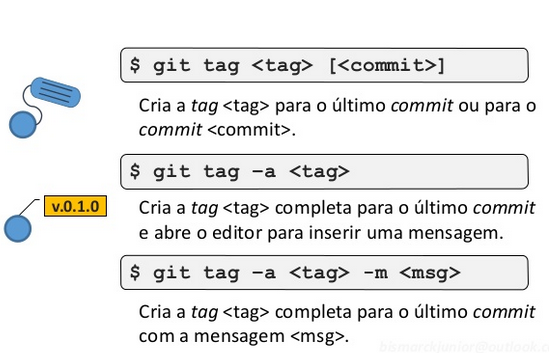 $ git tag <tag> [<commit>]
Cria a tag <tag> para o último commit ou para o
commit <commit>.
$ git tag –a <tag>
v.0.1.0
Cria a tag <tag> completa para o último commit
e abre o editor para inserir uma mensagem.
$ git tag –a <tag> -m <msg>
Cria a tag <tag> completa para o último commit
com a mensagem <msg>.